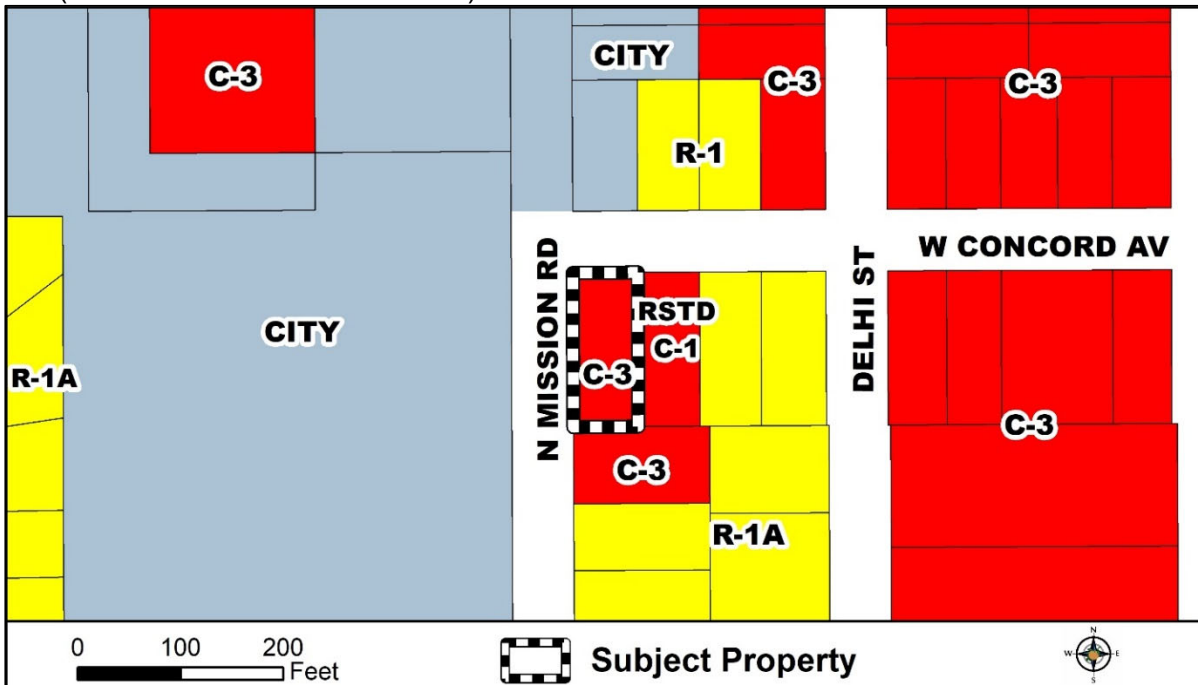 C-3
CITY
C-3
C-3
R-1
W CONCORD AV
N MISSION RD
DELHI ST
RSTD
C-1
CITY
C-3
R-1A
C-3
C-3
R-1A
0 100 200
Feet
Subject Property
N
W E
S